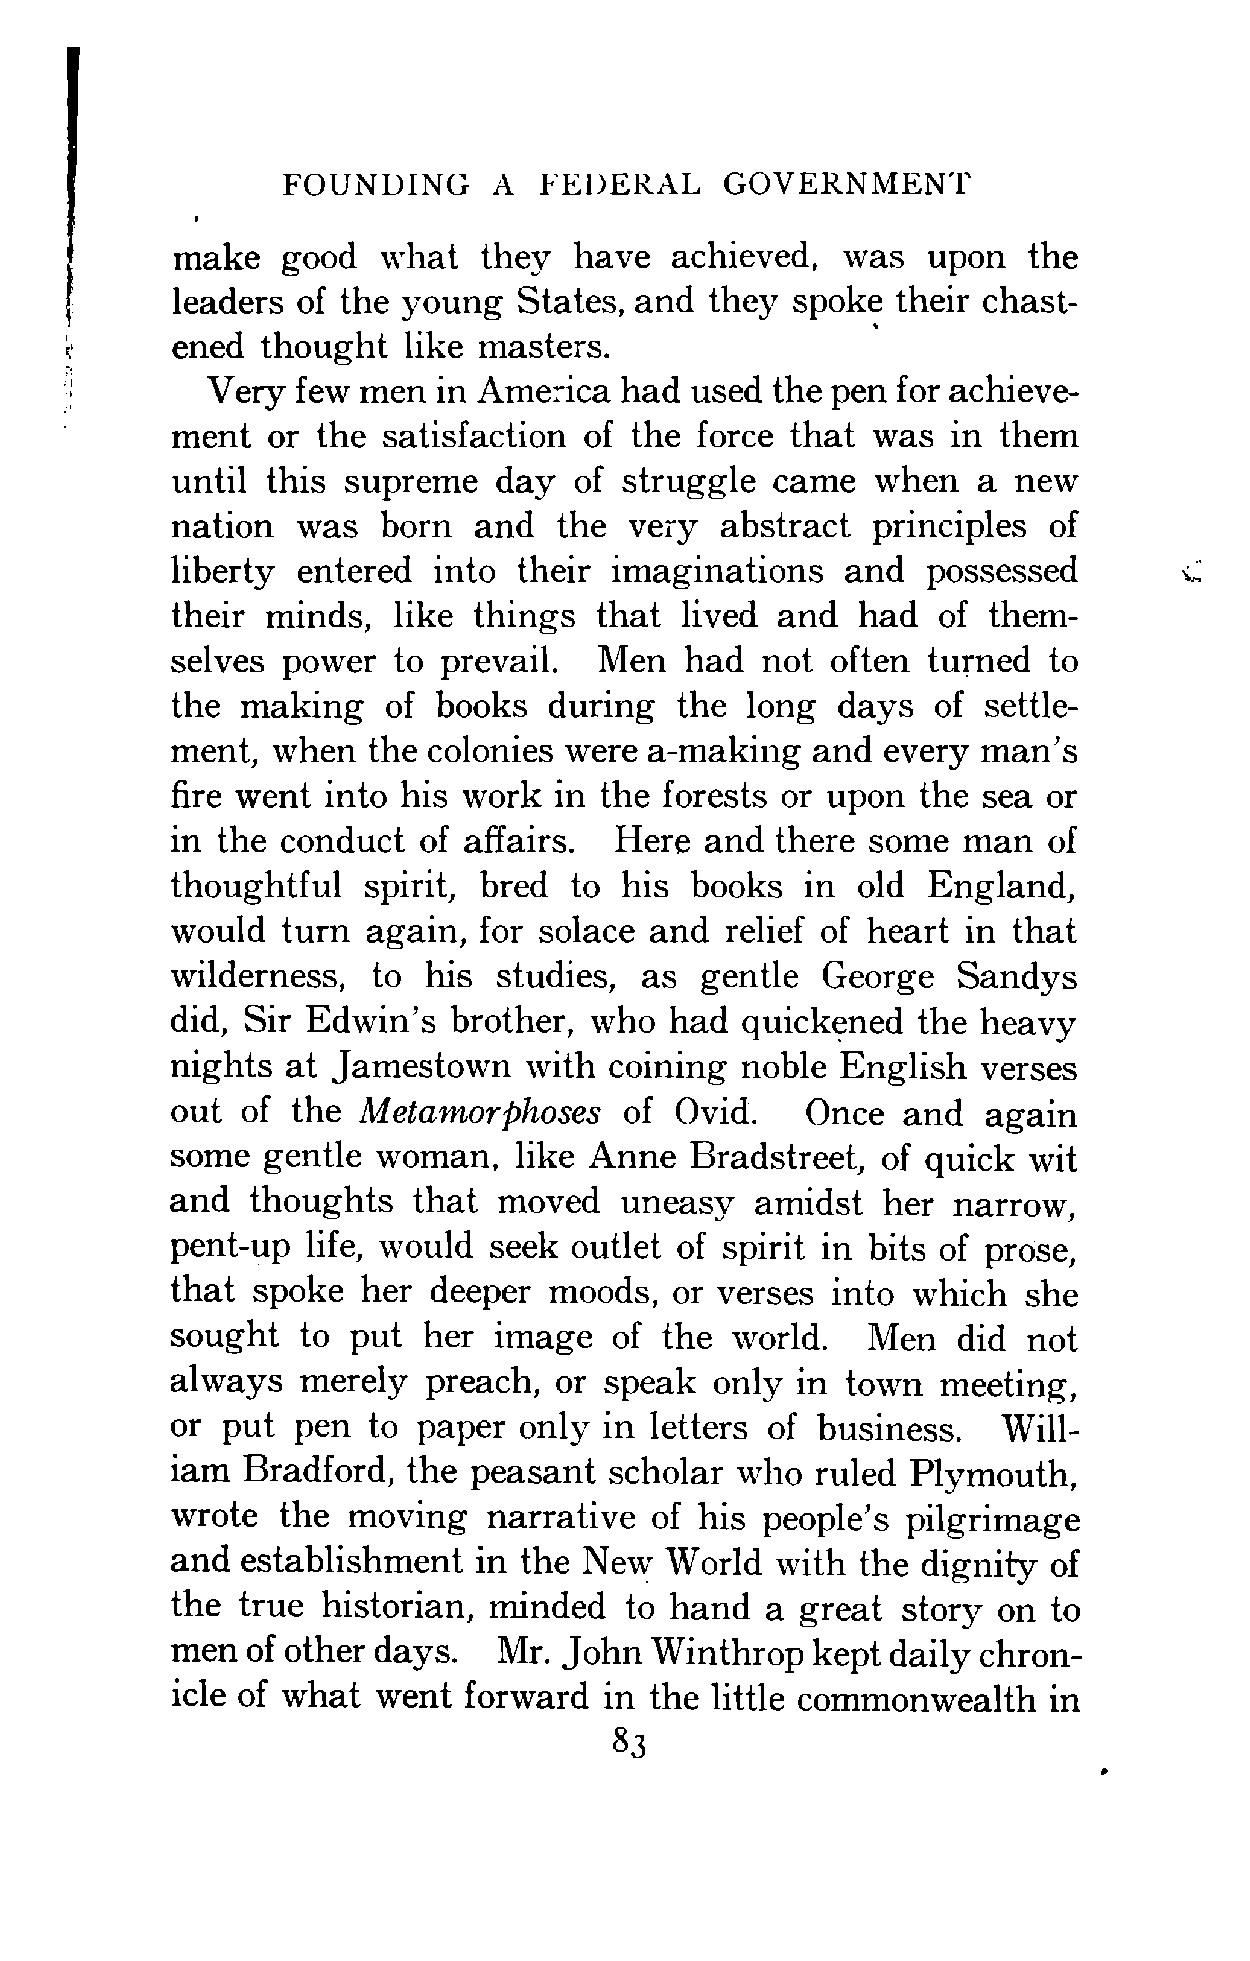 FOUNDING A FEDERAL GOVERNMENT
make good what they have achieved, was upon the
leaders of the young States, and they spoke their chast-
ened thought like masters.
Very few men in America had used the pen for achieve-
ment or the satisfaction of the force that was in them
until this supreme day of struggle came when a new
nation was born and the very abstract principles of
liberty entered into their imaginations and possessed
their minds, like things that lived and had of them-
selves power to prevail. Men had not often turned to
the making of books during the long days of settle-
ment, when the colonies were a-making and every man's
fire went into his work in the forests or upon the sea or
in the conduct of affairs. Here and there some man of
thoughtful spirit, bred to his books in old England,
would turn again, for solace and relief of heart in that
wilderness, to his studies, as gentle George Sandys
did, Sir Edwin's brother, who had quickened the heavy
nights at Jamestown with coining noble English verses
out of the Metamorphoses of Ovid. Once and again
some gentle woman, like Anne Bradstreet, of quick wit
and thoughts that moved uneasy amidst her narrow,
pent-up life, would seek outlet of spirit in bits of prose,
that spoke her deeper moods, or verses into which she
sought to put her image of the world. Men did not
always merely preach, or speak only in town meeting,
or put pen to paper only in letters of business. Will-
iam Bradford, the peasant scholar who ruled Plymouth,
wrote the moving narrative of his people's pilgrimage
and establishment in the New World with the dignity of
the true historian, minded to hand a great story on to
men of other days. Mr. John Winthrop kept daily chron-
icle of what went forward in the little commonwealth in
83